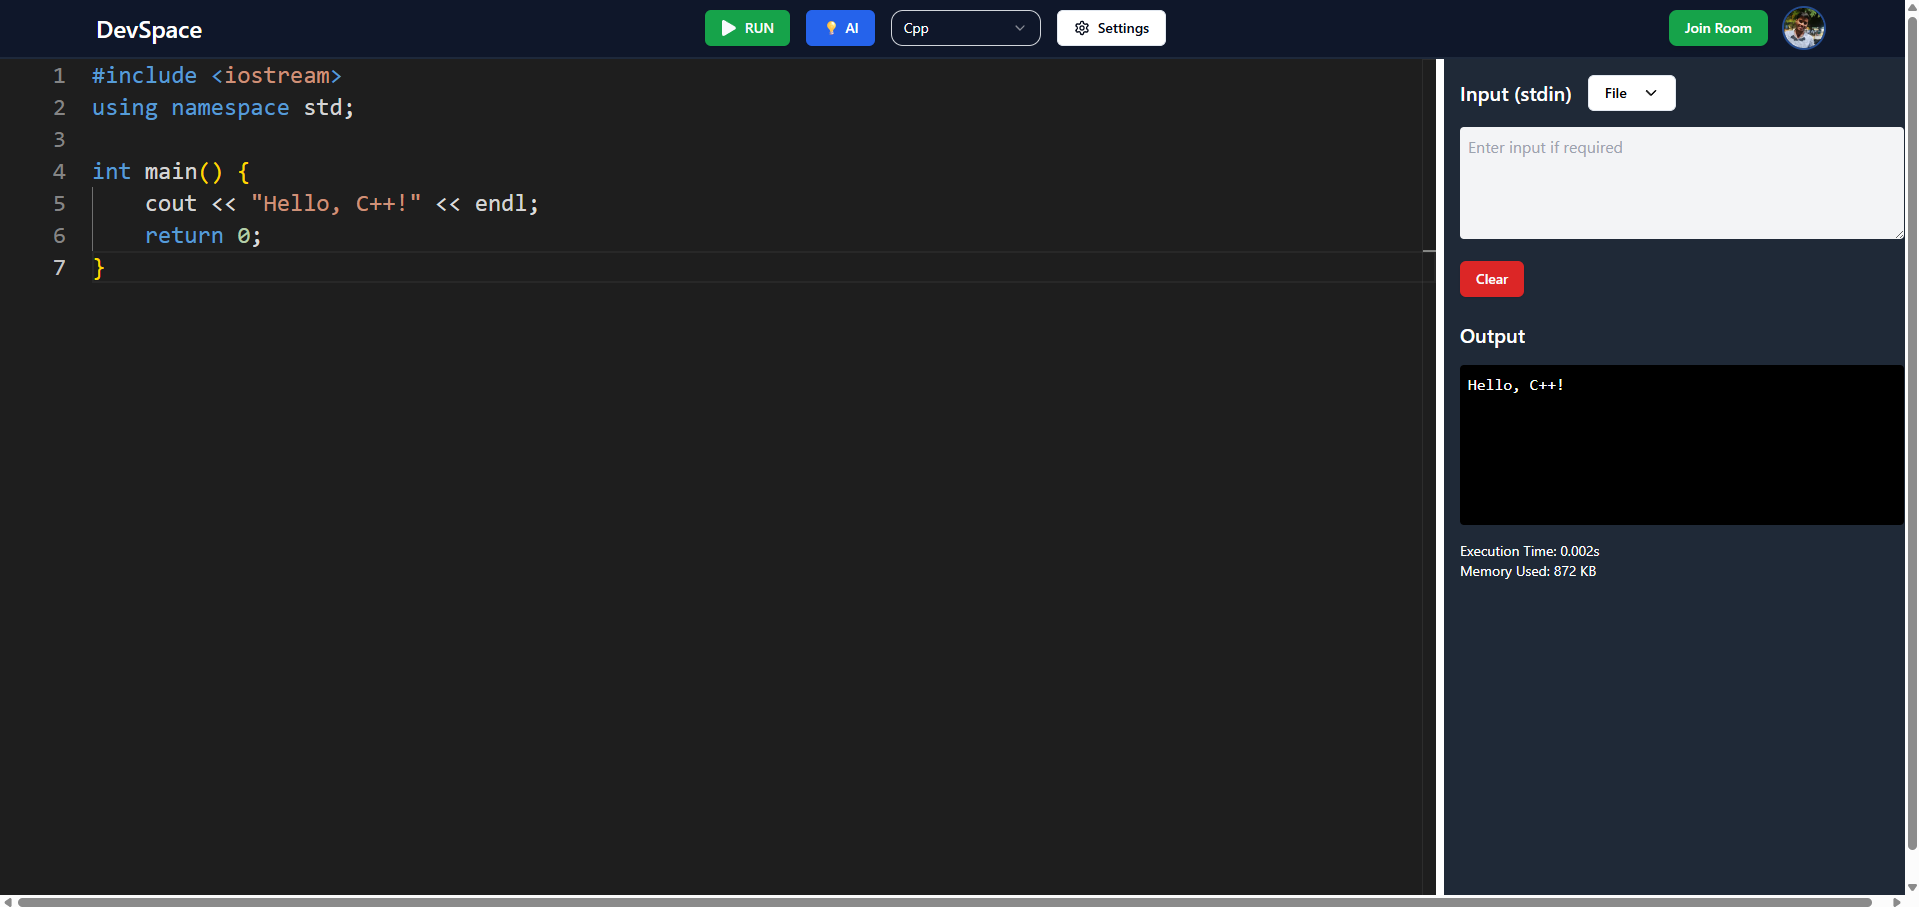 DevSpace
RUN
AI
Cpp
Settings
Join Room
1 #include <iostream>
2 using namespace std;
3
4 int main() {
5     cout << "Hello, C++!" << endl;
6     return 0;
7 }
Input (stdin)
File
Enter input if required
Clear
Output
Hello, C++!
Execution Time: 0.002s
Memory Used: 872 KB